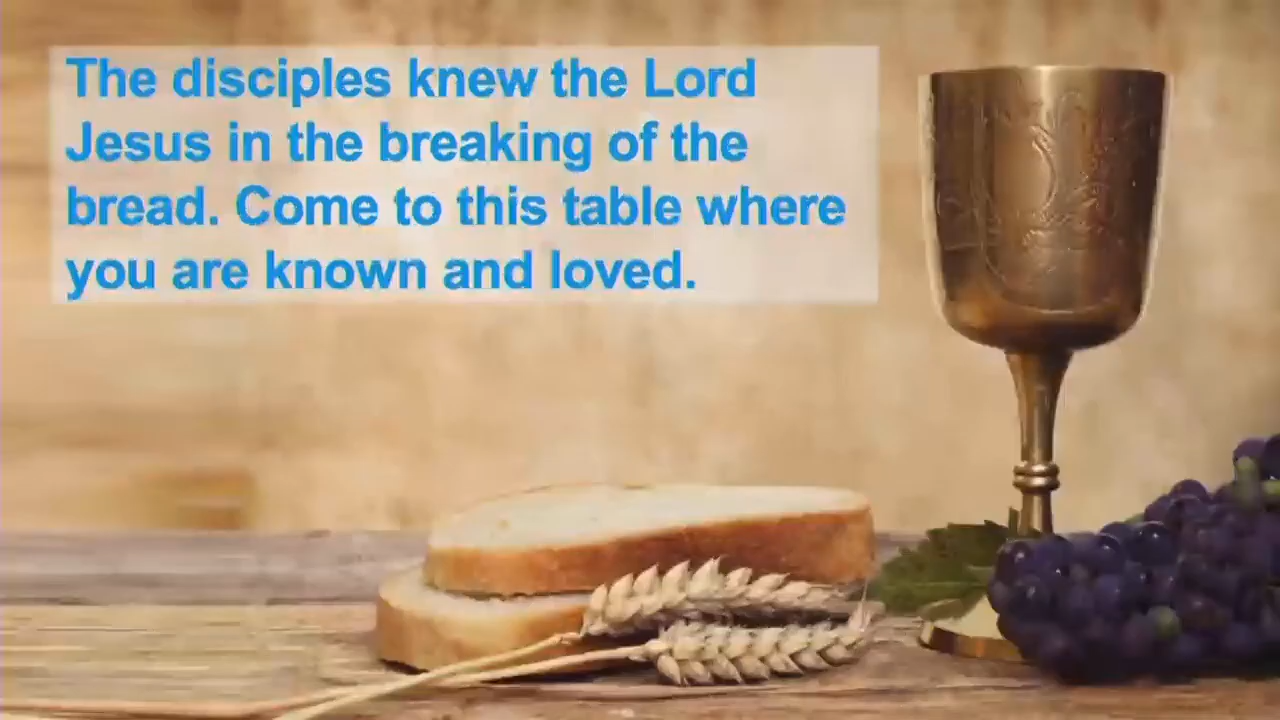 The disciples knew the Lord
Jesus in the breaking of the
bread. Come to this table where
you are known and loved.